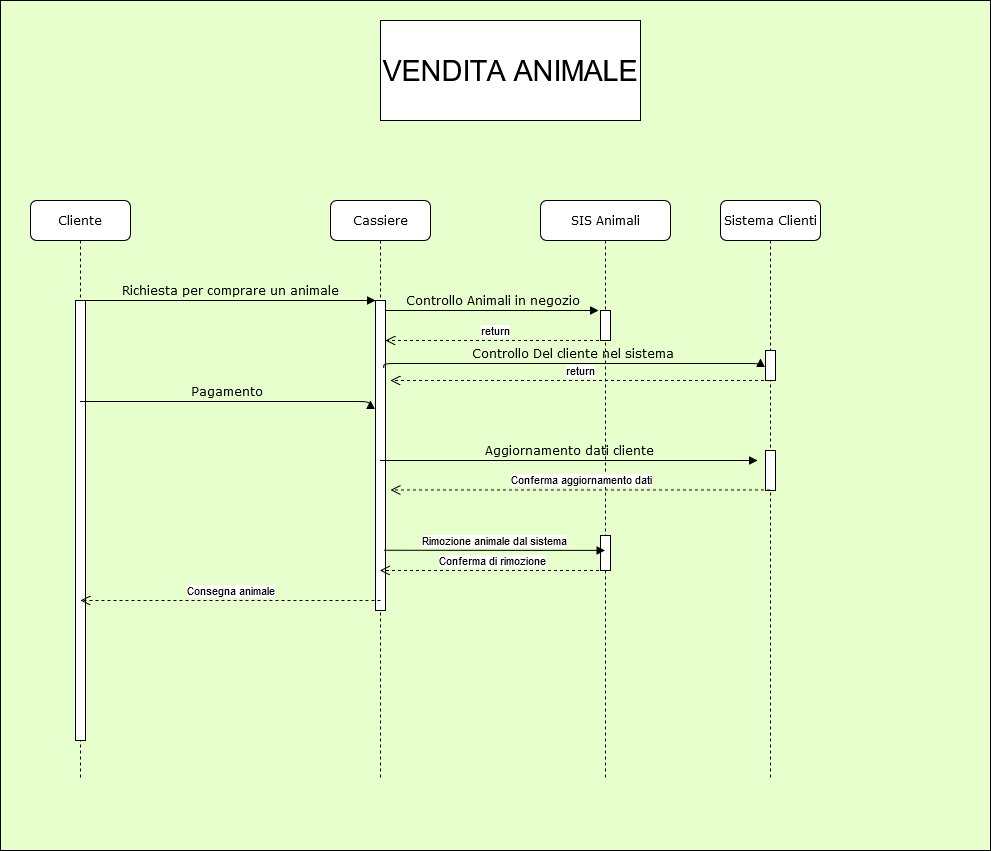 VENDITA ANIMALE
Cliente
Cassiere
SIS Animali
Sistema Clienti
Richiesta per comprare un animale
Controllo Animali in negozio
return
Controllo Del cliente nel sistema
return
Pagamento
Aggiornamento dati cliente
Conferma aggiornamento dati
Rimozione animale dal sistema
Conferma di rimozione
Consegna animale